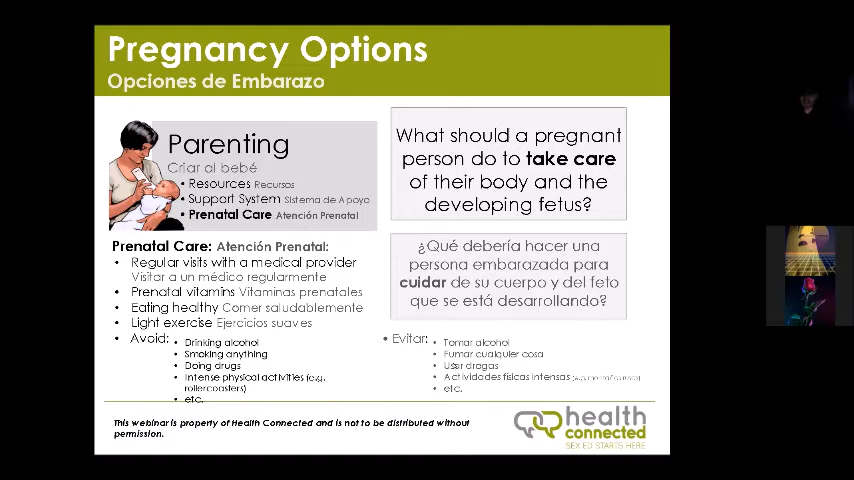 Pregnancy Options
Opciones de Embarazo
Parenting
Criar al bebé
• Resources Recursos
• Support System Sistema de Apoyo
• Prenatal Care Atención Prenatal
What should a pregnant
person do to take care
of their body and the
developing fetus?
Prenatal Care: Atención Prenatal:
• Regular visits with a medical provider
Visitar a un médico regularmente
• Prenatal vitamins Vitaminas prenatales
• Eating healthy Comer saludablemente
• Light exercise Ejercicios suaves
• Avoid:
• Drinking alcohol
• Smoking anything
• Doing drugs
• Intense physical activities (e.g.
rollercoasters)
• etc.
¿Qué debería hacer una
persona embarazada para
cuidar de su cuerpo y del feto
que se está desarrollando?
• Evitar:
• Tomar alcohol
• Fumar cualquier cosa
• Usar drogas
• Actividades físicas intensas (e.g. montañas rusas)
• etc.
This webinar is property of Health Connected and is not to be distributed without
permission.
health
connected
SEX ED STARTS HERE